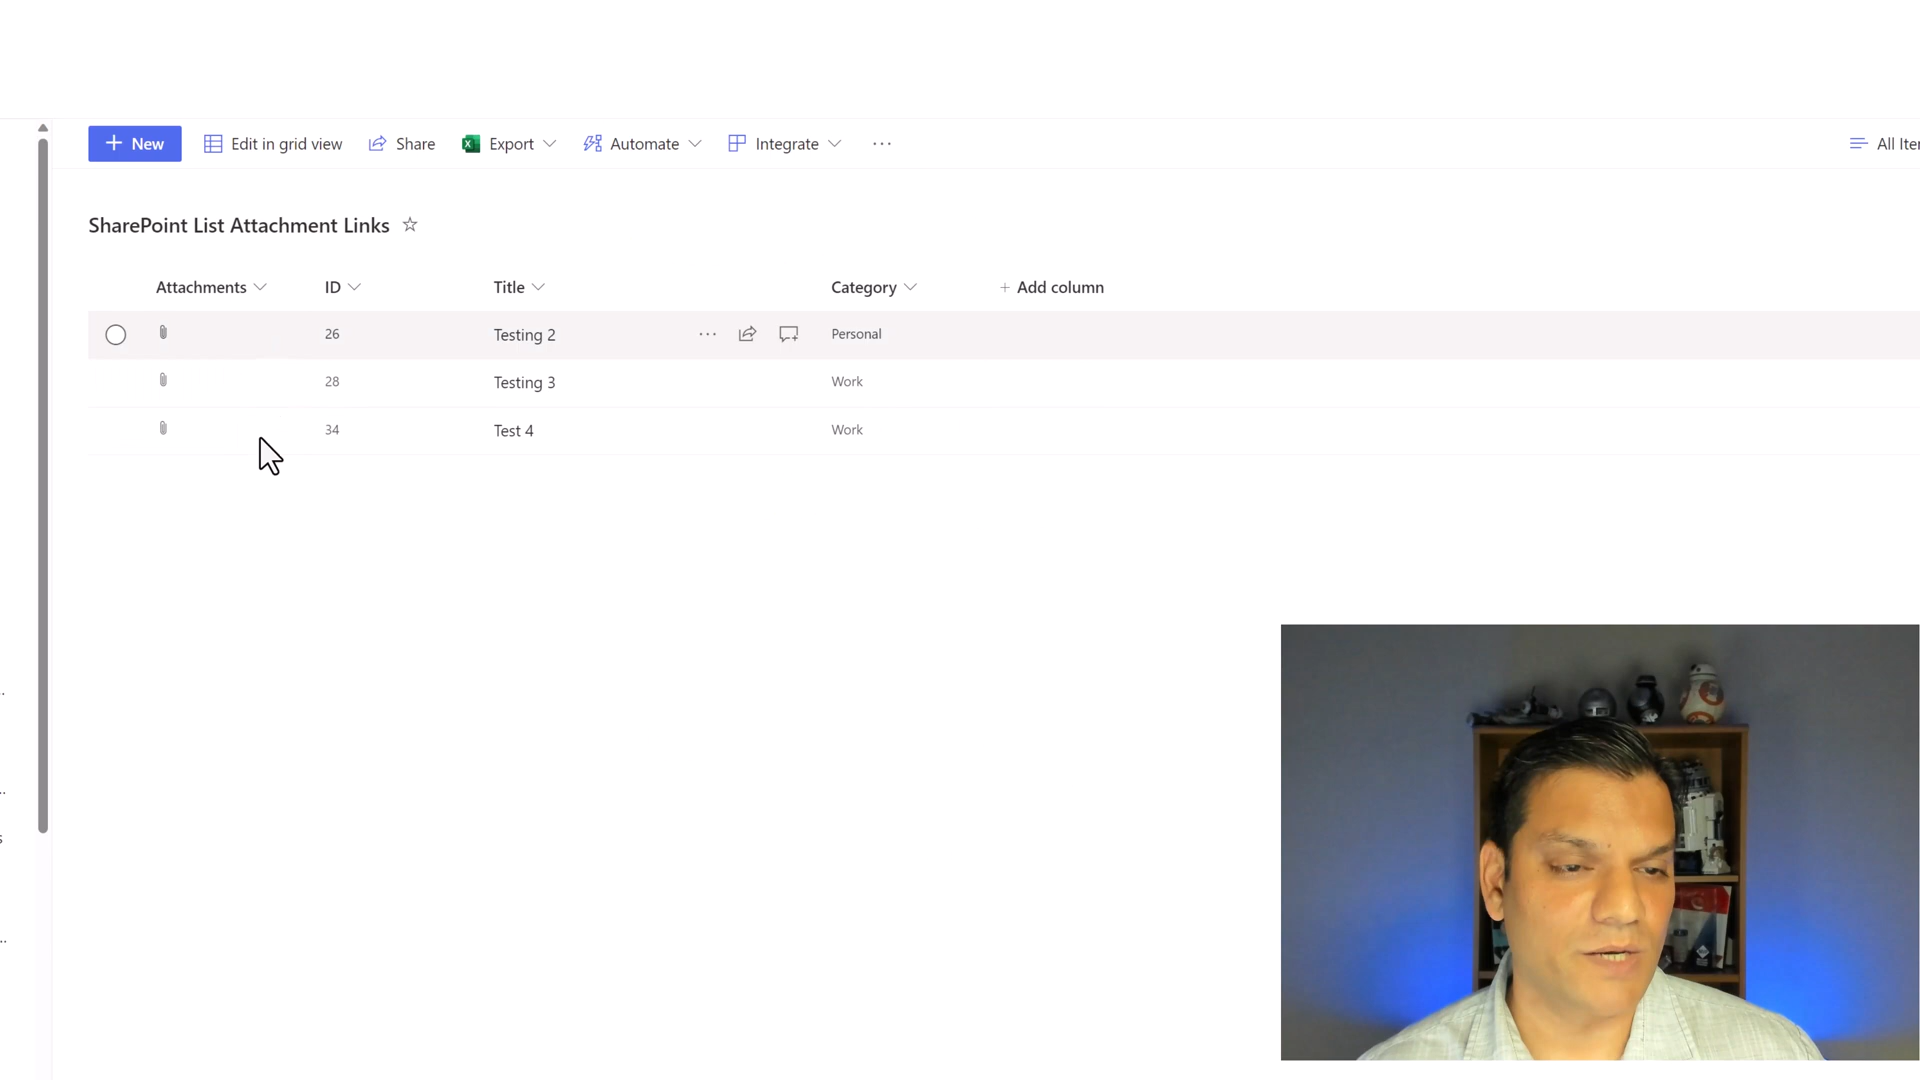 New Edit in grid view Share Export Automate Integrate ··· All Iter
SharePoint List Attachment Links
Attachments ID Title Category + Add column
26 Testing 2 ··· Personal
28 Testing 3 Work
34 Test 4 Work